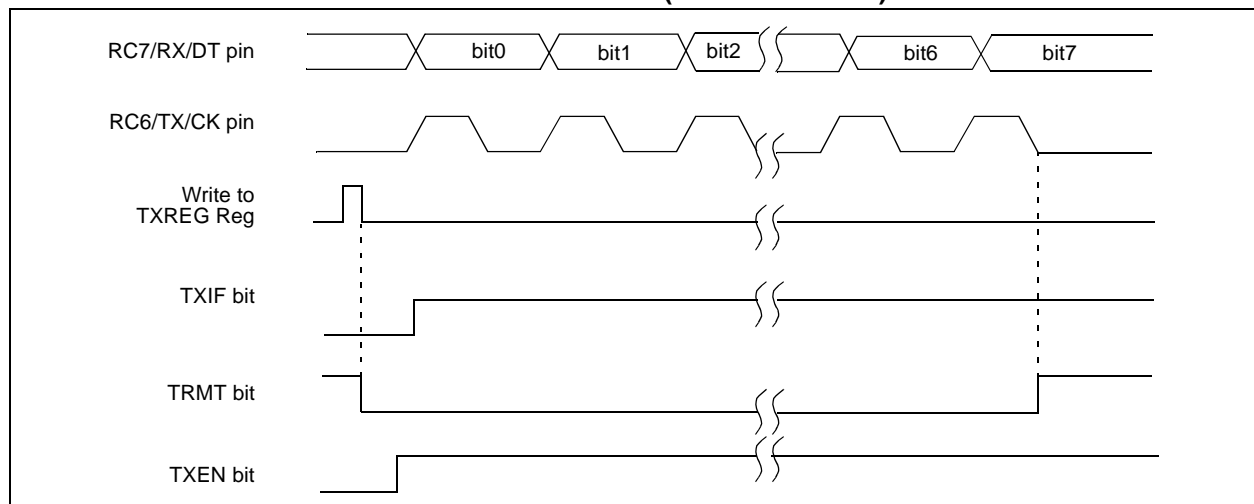 RC7/RX/DT pin
bit0 bit1 bit2 bit6 bit7
RC6/TX/CK pin
Write to
TXREG Reg
TXIF bit
TRMT bit
TXEN bit